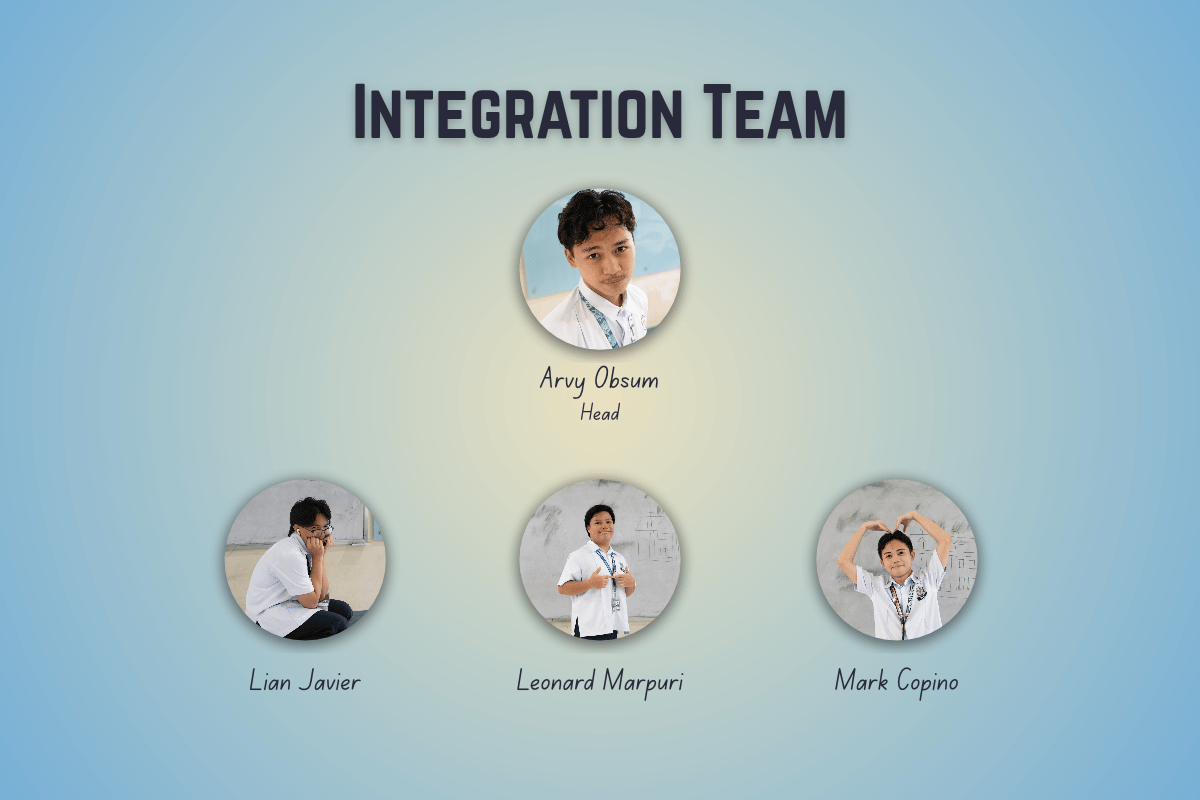 Integration Team
Arvy Obsum
Head
Lian Javier
Leonard Marpuri
Mark Copino